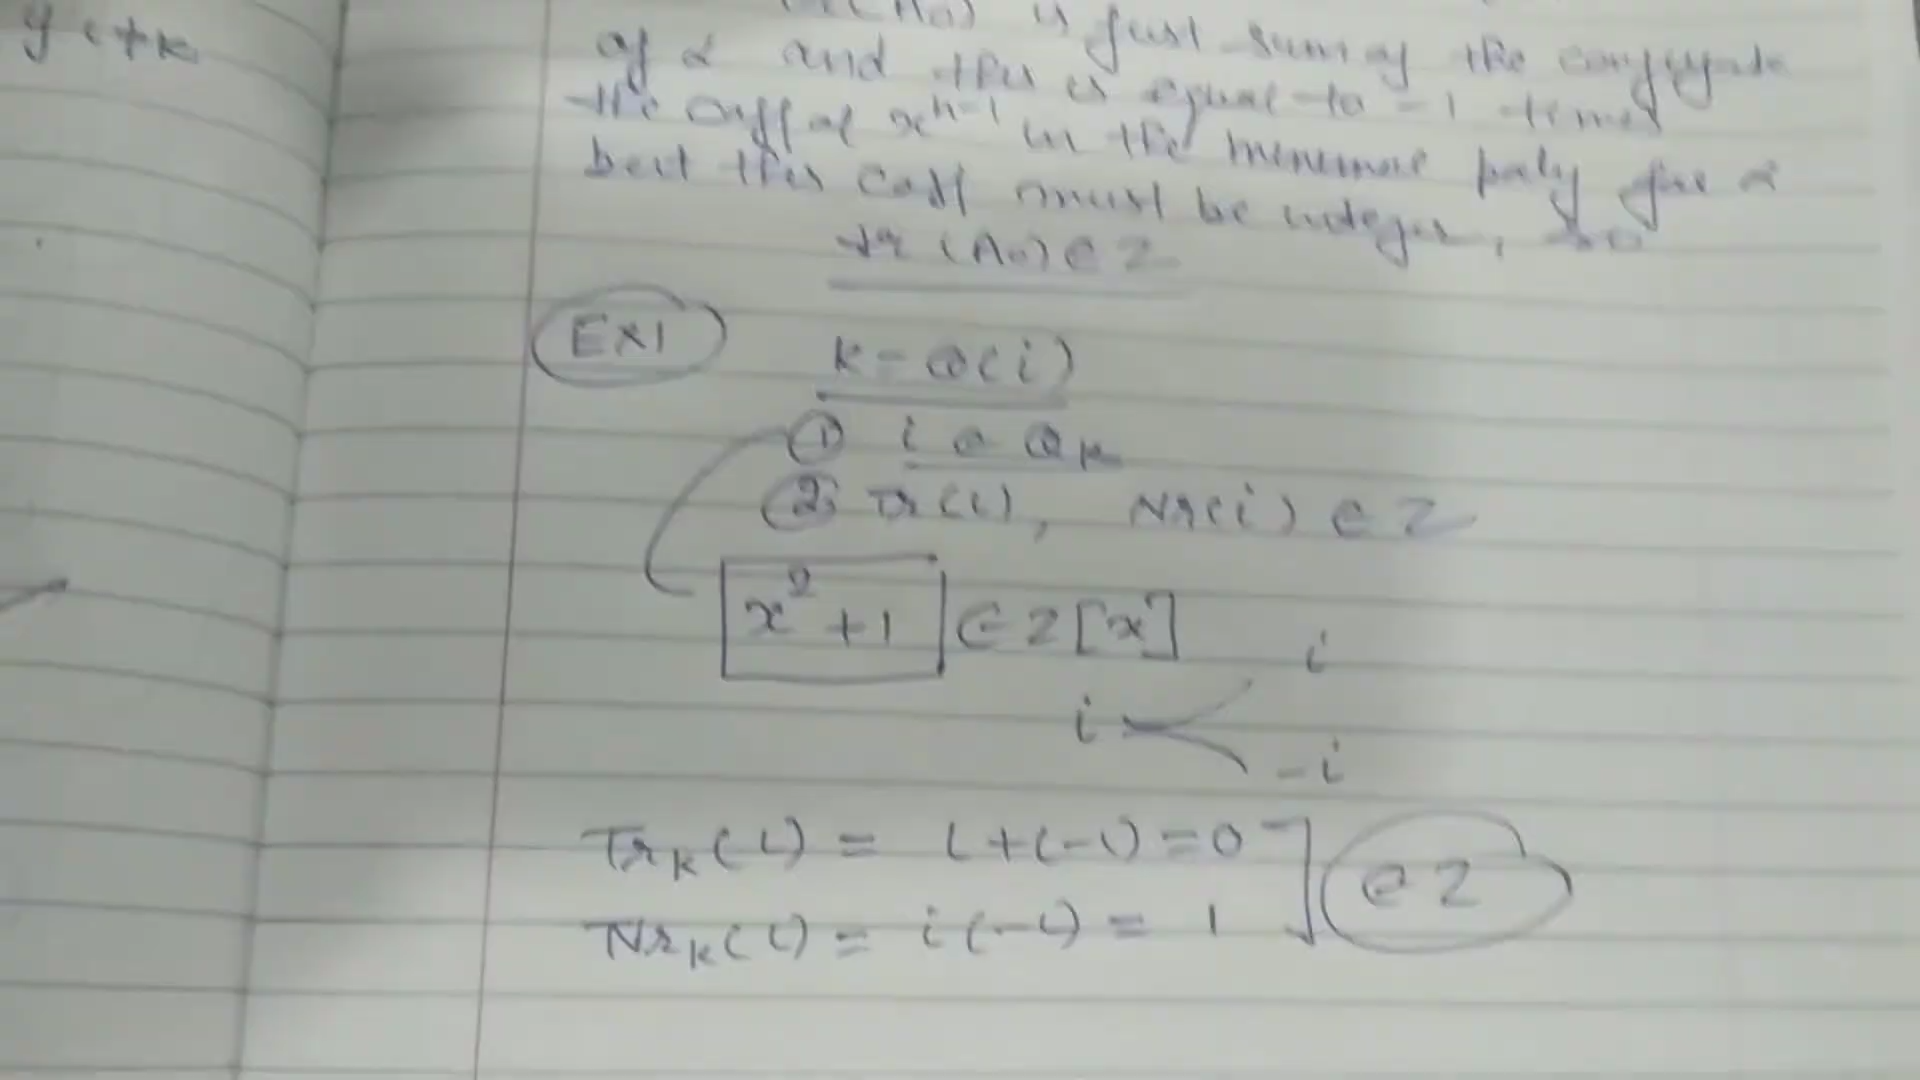 y i + k
is just sum of the conjugate
of α and this is equal to -1 times
the coeff of x^{n-1} in the minimal poly for α
but this coeff must be integer, so
tr (A_α) ∈ Z
Ex1
k = Q(i)
① i ∈ O_k
② Tr(i), Nr(i) ∈ Z
x² + 1 ∈ Z[x]
i
i
-i
Tr_k(i) = i + (-i) = 0
∈ Z
Nr_k(i) = i(-i) = 1